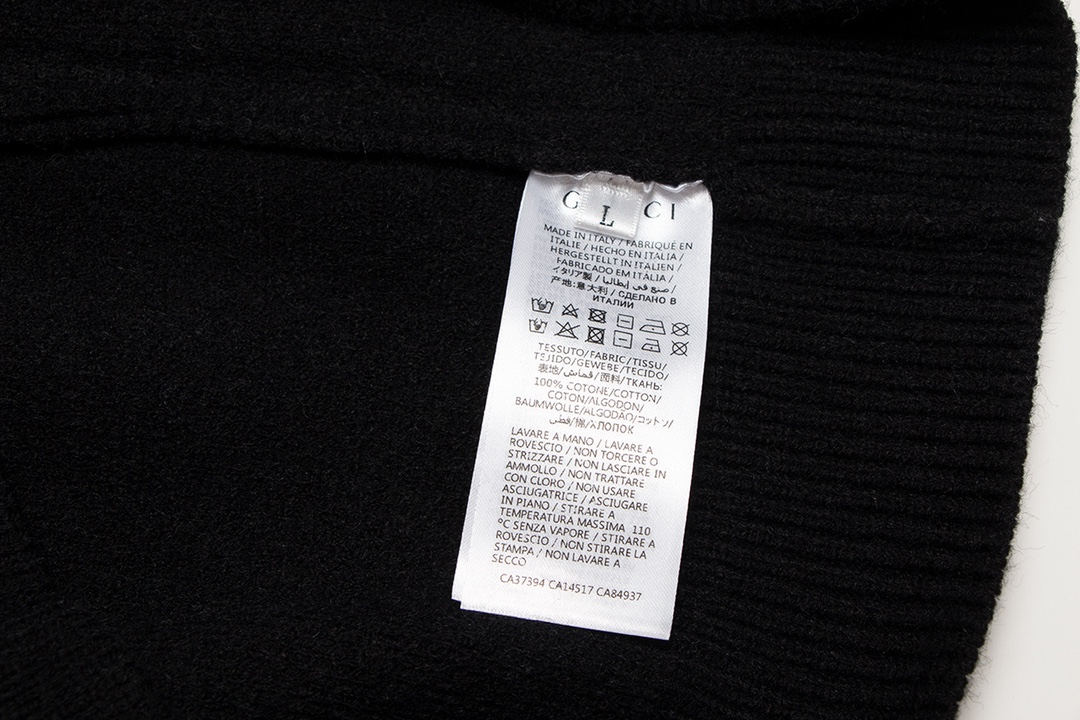 G CI
L
MADE IN ITALY / FABRIQUÉ EN
ITALIE / HECHO EN ITALIA /
HERGESTELLT IN ITALIEN /
FABRICADO EM ITALIA /
イタリア製 / صنع في إيطاليا /
产地:意大利 / СДЕЛАНО В
ИТАЛИИ
TESSUTO/FABRIC/TISSU/
TEJIDO/GEWEBE/TECIDO/
表地/قماش/面料/ТКАНЬ:
100% COTONE/COTTON/
COTON/ALGODON/
BAUMWOLLE/ALGODÃO/コットン/
قطن/棉/ХЛОПОК
LAVARE A MANO / LAVARE A
ROVESCIO / NON TORCERE O
STRIZZARE / NON LASCIARE IN
AMMOLLO / NON TRATTARE
CON CLORO / NON USARE
ASCIUGATRICE / ASCIUGARE
IN PIANO / STIRARE A
TEMPERATURA MASSIMA 110
°C SENZA VAPORE / STIRARE A
ROVESCIO / NON STIRARE LA
STAMPA / NON LAVARE A
SECCO
CA37394 CA14517 CA84937